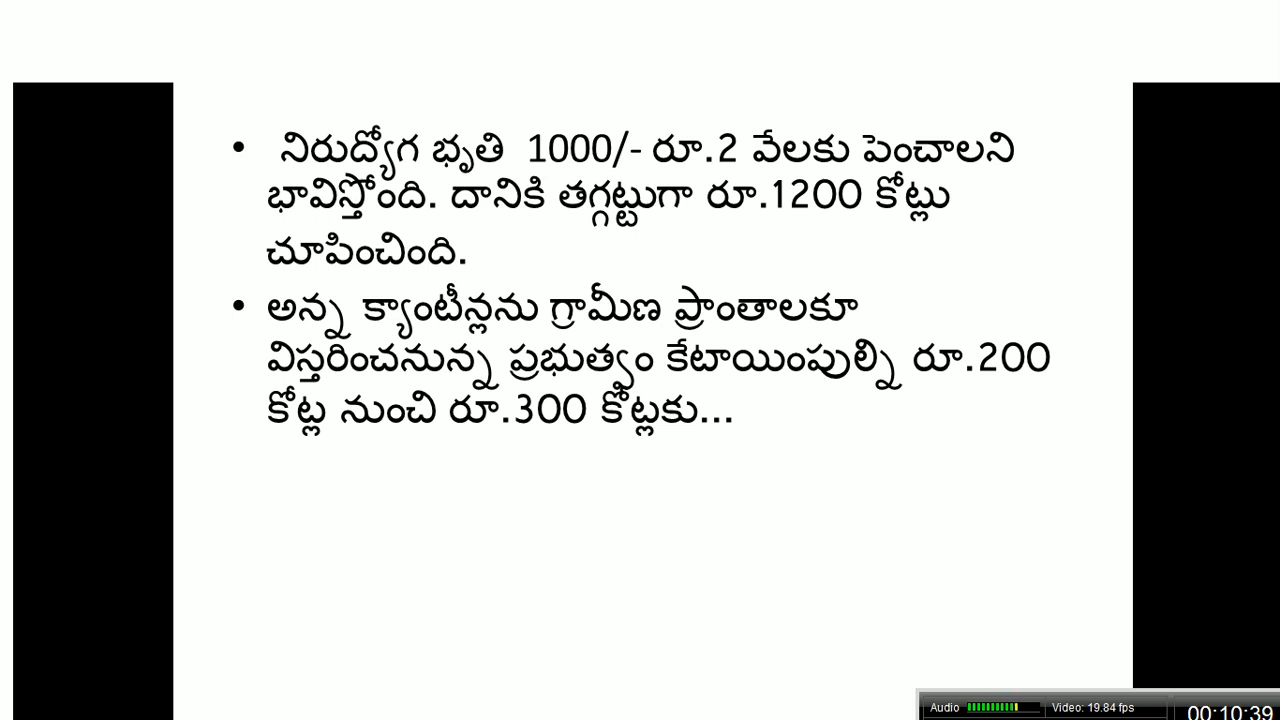 • నిరుద్యోగ భృతి 1000/- రూ.2 వేలకు పెంచాలని
భావిస్తోంది. దానికి తగ్గట్టుగా రూ.1200 కోట్లు
చూపించింది.
• అన్న క్యాంటీన్లను గ్రామీణ ప్రాంతాలకూ
విస్తరించనున్న ప్రభుత్వం కేటాయింపుల్ని రూ.200
కోట్ల నుంచి రూ.300 కోట్లకు...
Audio Video: 19.84 fps 00:10:39